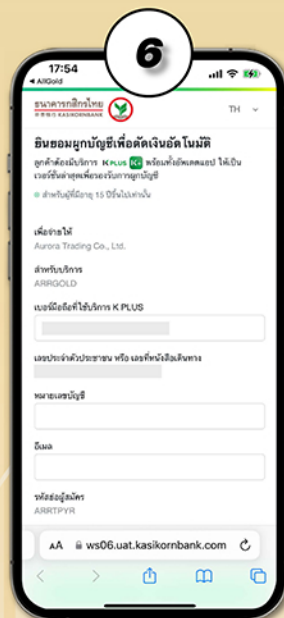 6
17:54
◀ AllGold
ธนาคารกสิกรไทย
开泰银行 KASIKORNBANK
TH
ยินยอมผูกบัญชีเพื่อตัดเงินอัตโนมัติ
ลูกค้าต้องมีบริการ K PLUS K+ พร้อมทั้งอัพเดตแอป ให้เป็น
เวอร์ชั่นล่าสุดเพื่อรองรับการผูกบัญชี
สำหรับผู้ที่มีอายุ 15 ปีขึ้นไปเท่านั้น
เพื่อจ่ายให้
Aurora Trading Co., Ltd.
สำหรับบริการ
ARRGOLD
เบอร์มือถือที่ใช้บริการ K PLUS
เลขประจำตัวประชาชน หรือ เลขที่หนังสือเดินทาง
หมายเลขบัญชี
อีเมล
รหัสย่อผู้สมัคร
ARRTPYR
AA ws06.uat.kasikornbank.com